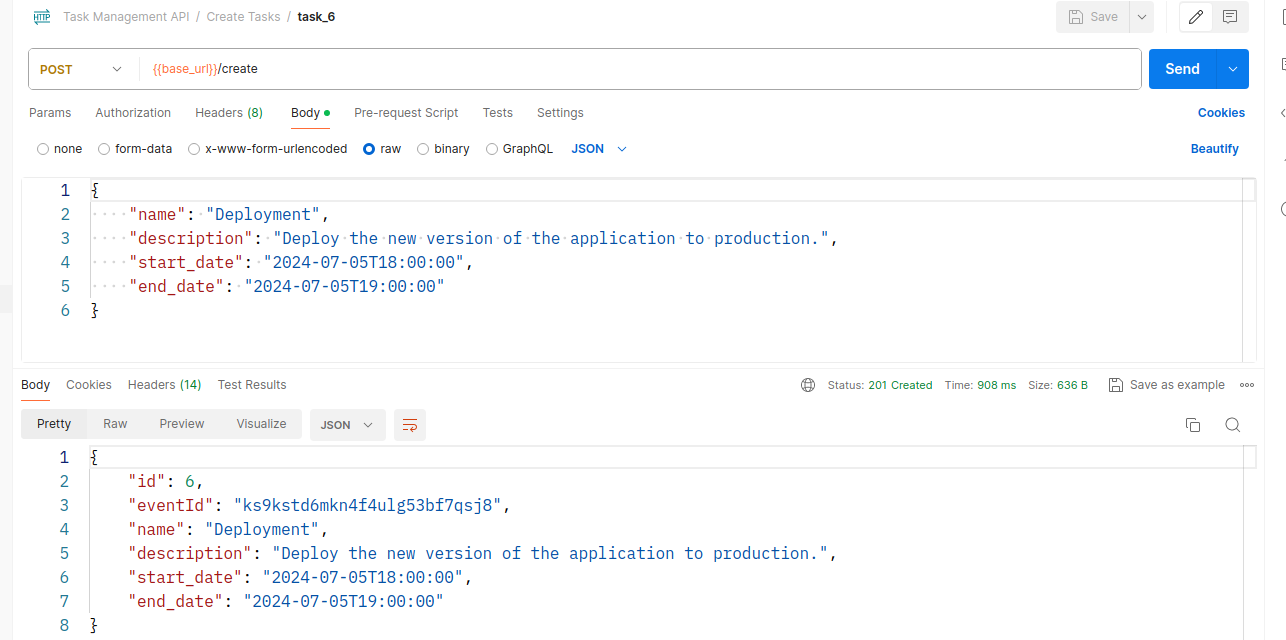 HTTP Task Management API / Create Tasks / task_6 Save
POST {{base_url}}/create Send
Params Authorization Headers (8) Body Pre-request Script Tests Settings Cookies
none form-data x-www-form-urlencoded raw binary GraphQL JSON Beautify
1 {
2 "name": "Deployment",
3 "description": "Deploy the new version of the application to production.",
4 "start_date": "2024-07-05T18:00:00",
5 "end_date": "2024-07-05T19:00:00"
6 }
Body Cookies Headers (14) Test Results Status: 201 Created Time: 908 ms Size: 636 B Save as example
Pretty Raw Preview Visualize JSON
1 {
2 "id": 6,
3 "eventId": "ks9kstd6mkn4f4ulg53bf7qsj8",
4 "name": "Deployment",
5 "description": "Deploy the new version of the application to production.",
6 "start_date": "2024-07-05T18:00:00",
7 "end_date": "2024-07-05T19:00:00"
8 }